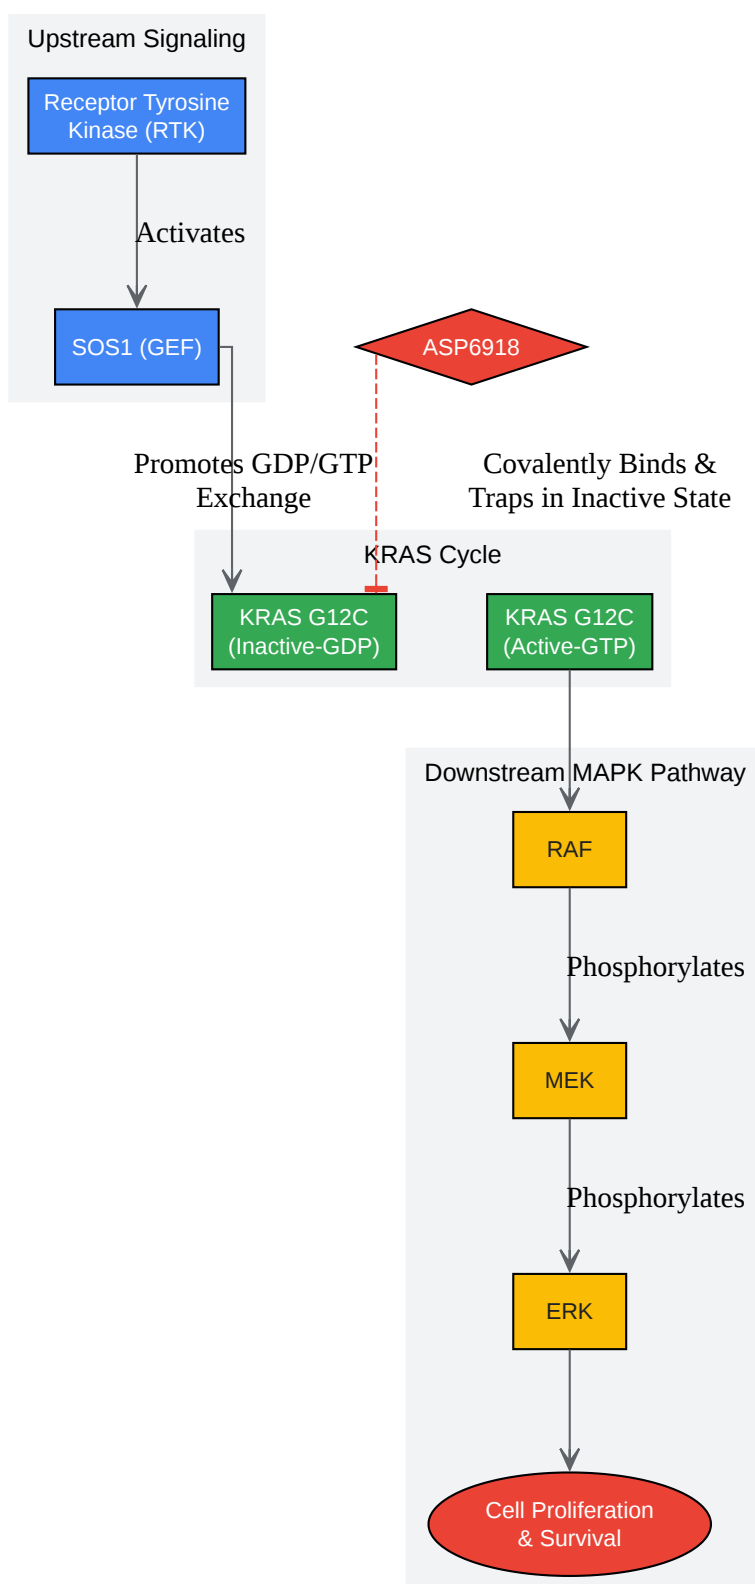 Upstream Signaling
Receptor Tyrosine
Kinase (RTK)
Activates
SOS1 (GEF)
ASP6918
Promotes GDP/GTP
Exchange
Covalently Binds &
Traps in Inactive State
KRAS Cycle
KRAS G12C
(Inactive-GDP)
KRAS G12C
(Active-GTP)
Downstream MAPK Pathway
RAF
Phosphorylates
MEK
Phosphorylates
ERK
Cell Proliferation
& Survival